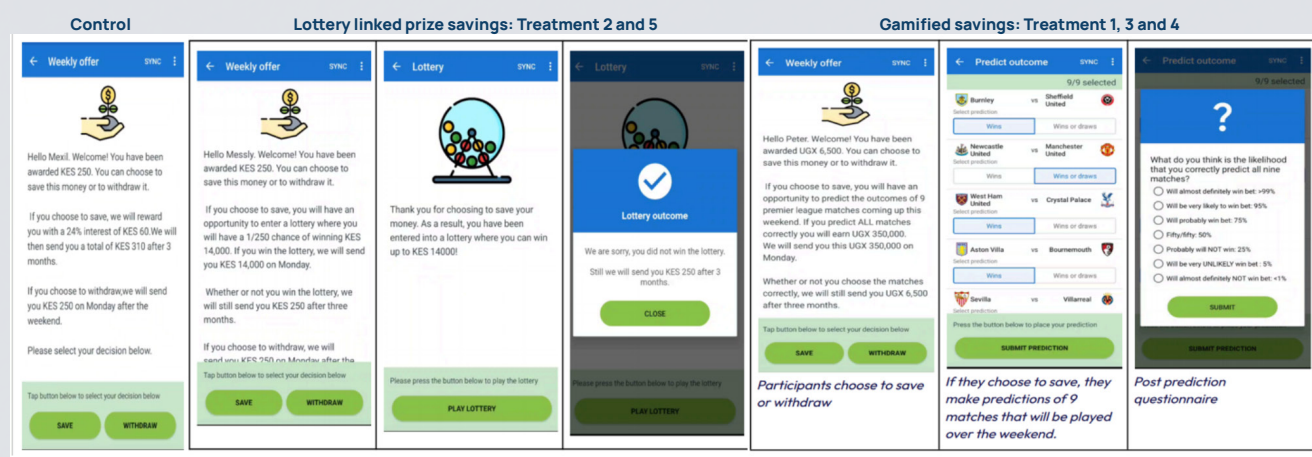 Control
Lottery linked prize savings: Treatment 2 and 5
Gamified savings: Treatment 1, 3 and 4
← Weekly offer SYNC
Hello Mexil. Welcome! You have been
awarded KES 250. You can choose to
save this money or to withdraw it.
If you choose to save, we will reward
you with a 24% interest of KES 60.We will
then send you a total of KES 310 after 3
months.
If you choose to withdraw,we will send
you KES 250 on Monday after the
weekend.
Please select your decision below.
Tap button below to select your decision below
SAVE WITHDRAW
← Weekly offer SYNC
Hello Messly. Welcome! You have been
awarded KES 250. You can choose to
save this money or to withdraw it.
If you choose to save, you will have an
opportunity to enter a lottery where you
will have a 1/250 chance of winning KES
14,000. If you win the lottery, we will send
you KES 14,000 on Monday.
Whether or not you win the lottery, we
will still send you KES 250 after three
months.
If you choose to withdraw, we will
send you KES 250 on Monday after the
Tap button below to select your decision below
SAVE WITHDRAW
← Lottery SYNC
Thank you for choosing to save your
money. As a result, you have been
entered into a lottery where you can win
up to KES 14000!
Please press the button below to play the lottery
PLAY LOTTERY
← Lottery SYNC
Lottery outcome
We are sorry, you did not win the lottery.
Still we will send you KES 250 after 3
months.
CLOSE
Please press the button below to play the lottery
PLAY LOTTERY
← Weekly offer SYNC
Hello Peter. Welcome! You have been
awarded UGX 6,500. You can choose to
save this money or to withdraw it.
If you choose to save, you will have an
opportunity to predict the outcomes of 9
premier league matches coming up this
weekend. If you predict ALL matches
correctly you will earn UGX 350,000.
We will send you this UGX 350,000 on
Monday.
Whether or not you choose the matches
correctly, we will still send you UGX 6,500
after three months.
Tap button below to select your decision below
SAVE WITHDRAW
Participants choose to save
or withdraw
← Predict outcome SYNC
9/9 selected
Burnley vs Sheffield
United
Select prediction
Wins Wins or draws
Newcastle
United vs Manchester
United
Select prediction
Wins Wins or draws
West Ham
United vs Crystal Palace
Select prediction
Wins Wins or draws
Aston Villa vs Bournemouth
Select prediction
Wins Wins or draws
Sevilla vs Villarreal
Select prediction
Press the button below to place your prediction
SUBMIT PREDICTION
If they choose to save, they
make predictions of 9
matches that will be played
over the weekend.
← Predict outcome SYNC
9/9 selected
?
What do you think is the likelihood
that you correctly predict all nine
matches?
Will almost definitely win bet: >99%
Will be very likely to win bet: 95%
Will probably win bet: 75%
Fifty/fifty: 50%
Probably will NOT win: 25%
Will be very UNLIKELY win bet : 5%
Will almost definitely NOT win bet: <1%
SUBMIT
SUBMIT PREDICTION
Post prediction
questionnaire